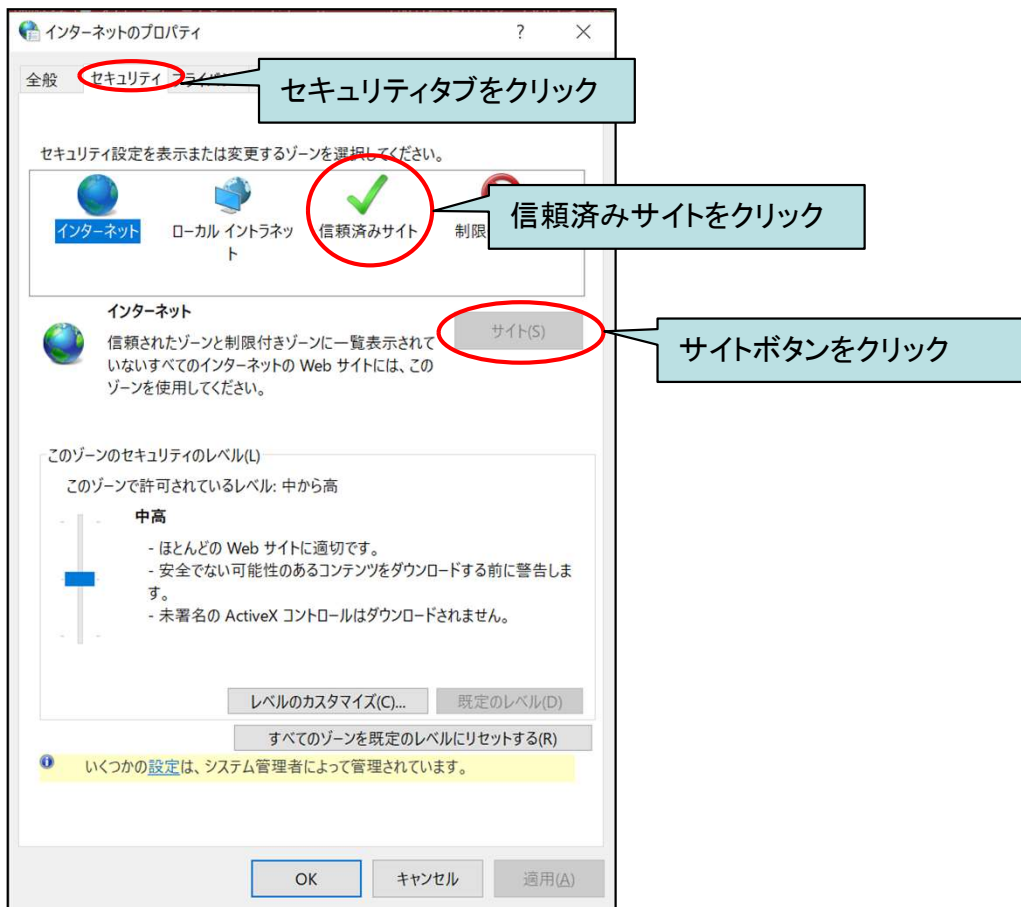 インターネットのプロパティ
全般 セキュリティ
セキュリティタブをクリック
セキュリティ設定を表示または変更するゾーンを選択してください。
インターネット
ローカル イントラネッ
ト
信頼済みサイト
制限
信頼済みサイトをクリック
インターネット
信頼されたゾーンと制限付きゾーンに一覧表示されて
いないすべてのインターネットの Web サイトには、この
ゾーンを使用してください。
サイト(S)
サイトボタンをクリック
このゾーンのセキュリティのレベル(L)
このゾーンで許可されているレベル: 中から高
中高
- ほとんどの Web サイトに適切です。
- 安全でない可能性のあるコンテンツをダウンロードする前に警告しま
す。
- 未署名の ActiveX コントロールはダウンロードされません。
レベルのカスタマイズ(C)... 既定のレベル(D)
すべてのゾーンを既定のレベルにリセットする(R)
いくつかの設定は、システム管理者によって管理されています。
OK キャンセル 適用(A)